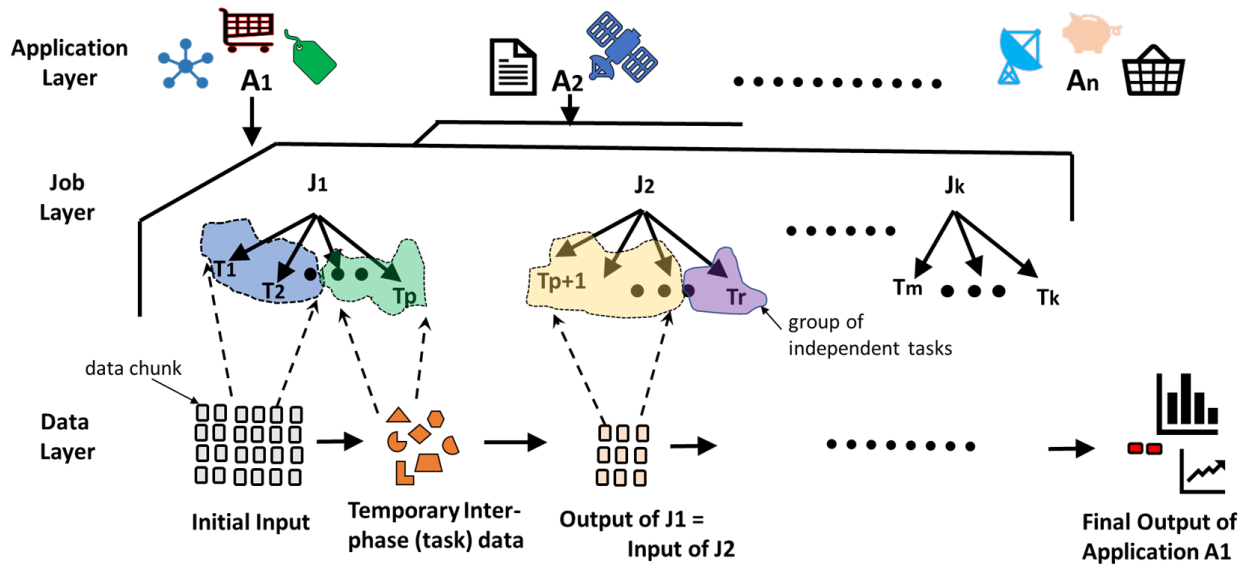 Application
Layer
A1
A2
An
Job
Layer
J1
J2
Jk
T1
T2
Tp
Tp+1
Tr
Tm
Tk
group of
independent tasks
data chunk
Data
Layer
Initial Input
Temporary Inter-
phase (task) data
Output of J1 =
Input of J2
Final Output of
Application A1